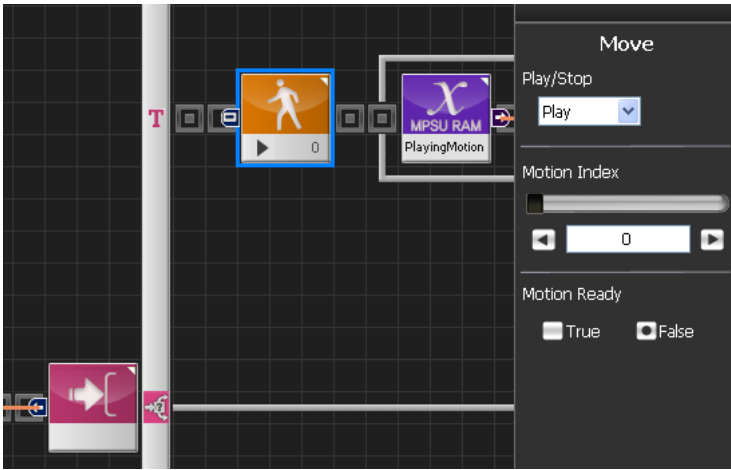 Move
Play/Stop
Play
Motion Index
0
Motion Ready
True
False
T
0
MPSU RAM
PlayingMotion